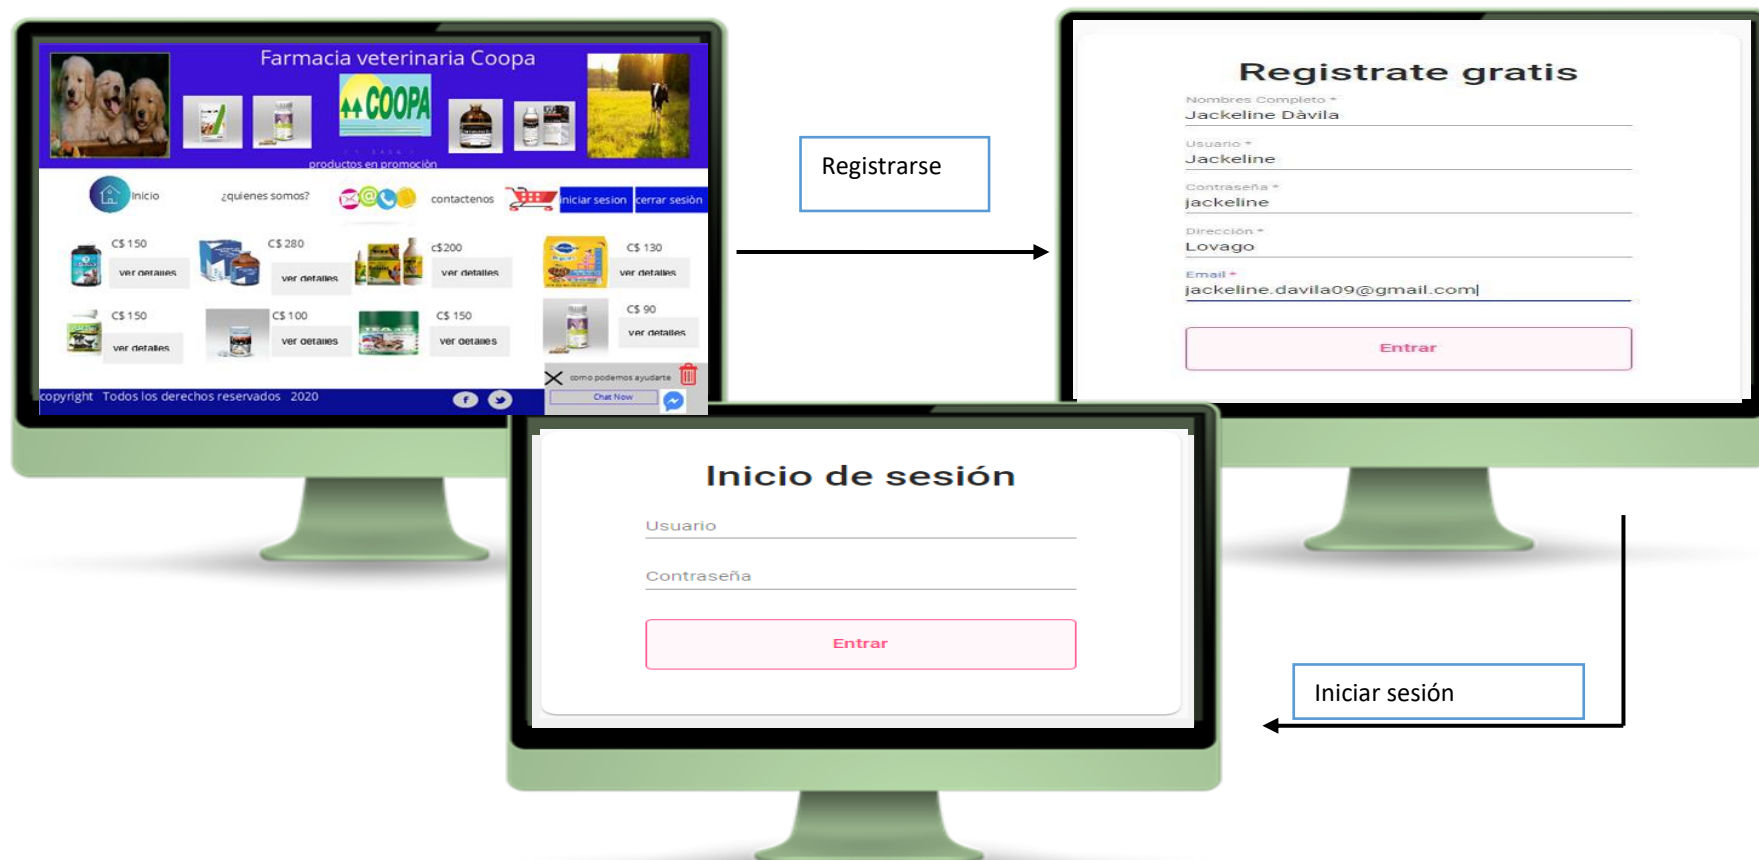 Farmacia veterinaria Coopa
COOPA
productos en promociòn
Inicio
¿quienes somos?
contactenos
iniciar sesion
cerrar sesiòn
C$ 150
C$ 280
c$200
C$ 130
ver detalles
ver detalles
ver detalles
ver detalles
C$ 150
C$ 100
C$ 150
C$ 90
ver detalles
ver detalles
ver detalles
ver detalles
como podemos ayudarte
Chat Now
copyright Todos los derechos reservados 2020
Registrarse
Registrate gratis
Nombres Completo *
Jackeline Dàvila
Usuario *
Jackeline
Contraseña *
jackeline
Dirección *
Lovago
Email *
jackeline.davila09@gmail.com
Entrar
Iniciar sesión
Inicio de sesión
Usuario
Contraseña
Entrar